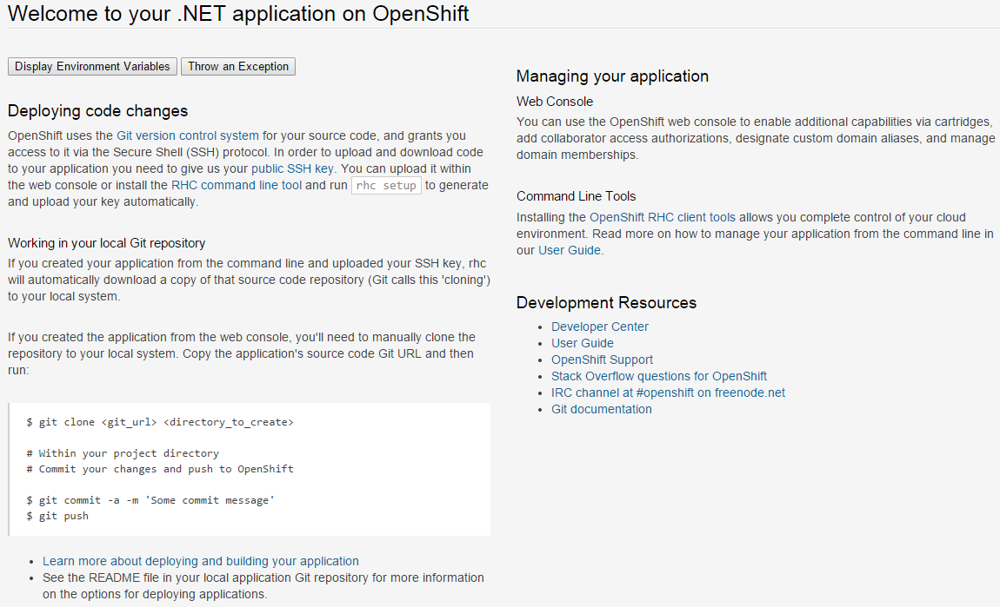 Welcome to your .NET application on OpenShift
Display Environment Variables
Throw an Exception
Deploying code changes
OpenShift uses the Git version control system for your source code, and grants you
access to it via the Secure Shell (SSH) protocol. In order to upload and download code
to your application you need to give us your public SSH key. You can upload it within
the web console or install the RHC command line tool and run rhc setup to generate
and upload your key automatically.
Working in your local Git repository
If you created your application from the command line and uploaded your SSH key, rhc
will automatically download a copy of that source code repository (Git calls this 'cloning')
to your local system.
If you created the application from the web console, you'll need to manually clone the
repository to your local system. Copy the application's source code Git URL and then
run:
$ git clone <git_url> <directory_to_create>
# Within your project directory
# Commit your changes and push to OpenShift
$ git commit -a -m 'Some commit message'
$ git push
• Learn more about deploying and building your application
• See the README file in your local application Git repository for more information
on the options for deploying applications.
Managing your application
Web Console
You can use the OpenShift web console to enable additional capabilities via cartridges,
add collaborator access authorizations, designate custom domain aliases, and manage
domain memberships.
Command Line Tools
Installing the OpenShift RHC client tools allows you complete control of your cloud
environment. Read more on how to manage your application from the command line in
our User Guide.
Development Resources
• Developer Center
• User Guide
• OpenShift Support
• Stack Overflow questions for OpenShift
• IRC channel at #openshift on freenode.net
• Git documentation